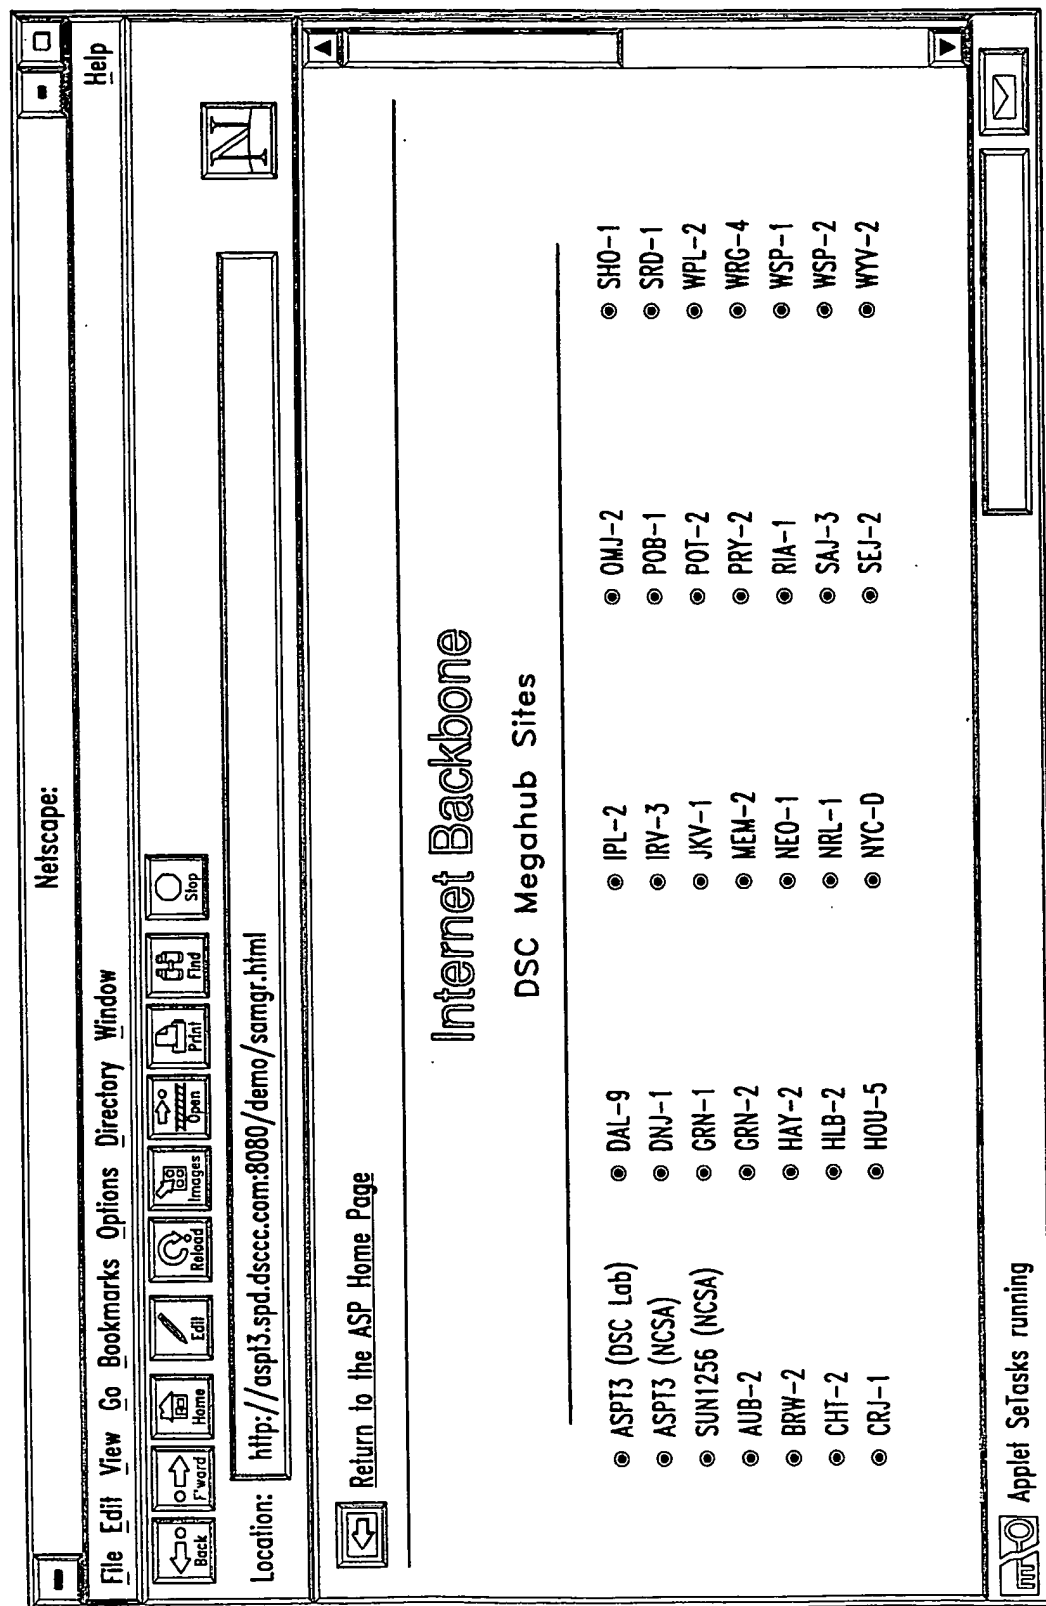 Netscape:
File Edit View Go Bookmarks Options Directory Window Help
Back F'ward Home Edit Reload Images Open Print Find Stop
Location: http://aspt3.spd.dsccc.com:8080/demo/samgr.html
N
Return to the ASP Home Page
Internet Backbone
DSC Megahub Sites
ASPT3 (DSC Lab) DAL-9 IPL-2 OMJ-2 SHO-1
ASPT3 (NCSA) DNJ-1 IRV-3 POB-1 SRD-1
SUN1256 (NCSA) GRN-1 JKV-1 POT-2 WPL-2
AUB-2 GRN-2 MEM-2 PRY-2 WRG-4
BRW-2 HAY-2 NEO-1 RIA-1 WSP-1
CHT-2 HLB-2 NRL-1 SAJ-3 WSP-2
CRJ-1 HOU-5 NYC-D SEJ-2 WYV-2
Applet SeTasks running